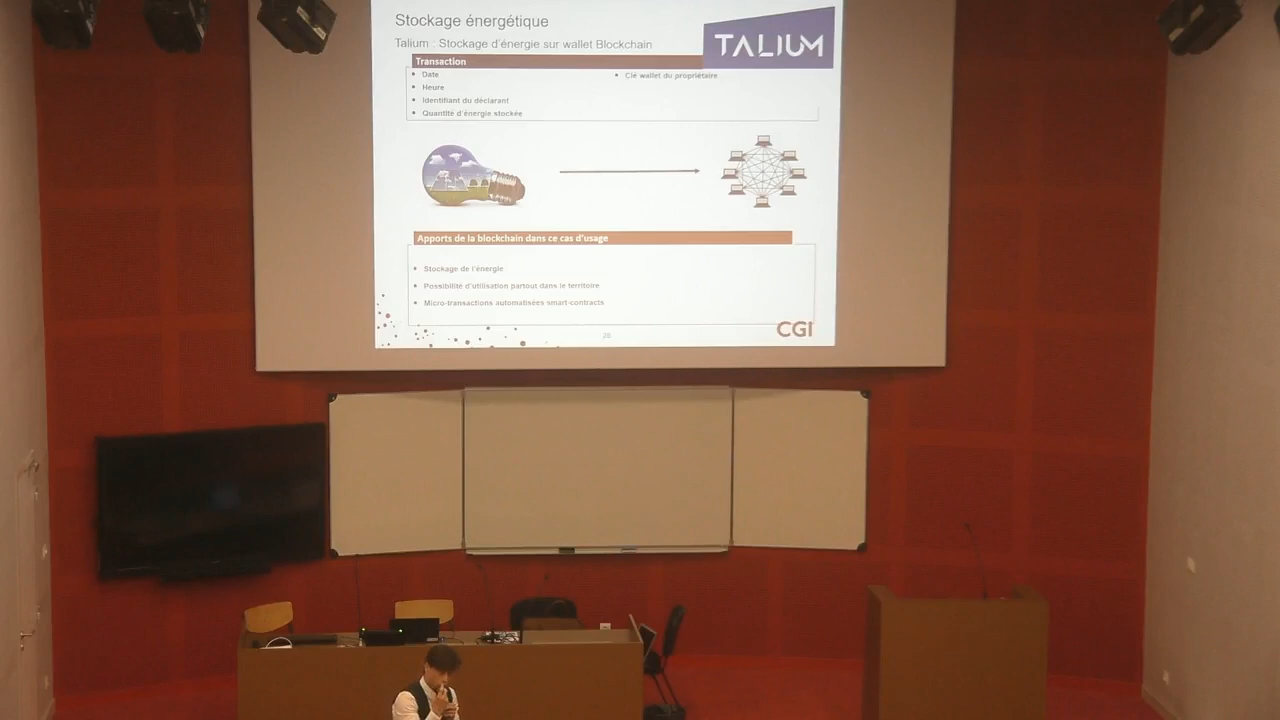 Stockage énergétique
Talium : Stockage d'énergie sur wallet Blockchain
TALIUM
Transaction
• Date
• Heure
• Identifiant du déclarant
• Quantité d'énergie stockée
• Clé wallet du propriétaire
Apports de la blockchain dans ce cas d'usage
• Stockage de l'énergie
• Possibilité d'utilisation partout dans le territoire
• Micro-transactions automatisées smart-contracts
28
CGI